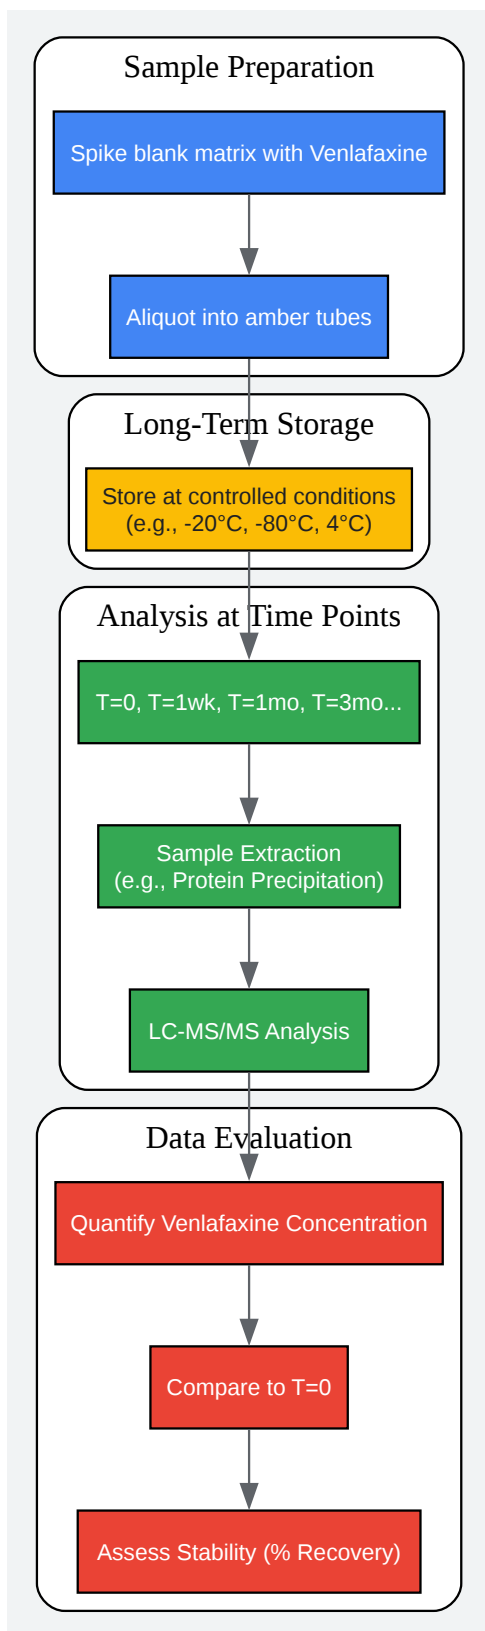 Sample Preparation
Spike blank matrix with Venlafaxine
Aliquot into amber tubes
Long-Term Storage
Store at controlled conditions
(e.g., -20°C, -80°C, 4°C)
Analysis at Time Points
T=0, T=1wk, T=1mo, T=3mo...
Sample Extraction
(e.g., Protein Precipitation)
LC-MS/MS Analysis
Data Evaluation
Quantify Venlafaxine Concentration
Compare to T=0
Assess Stability (% Recovery)